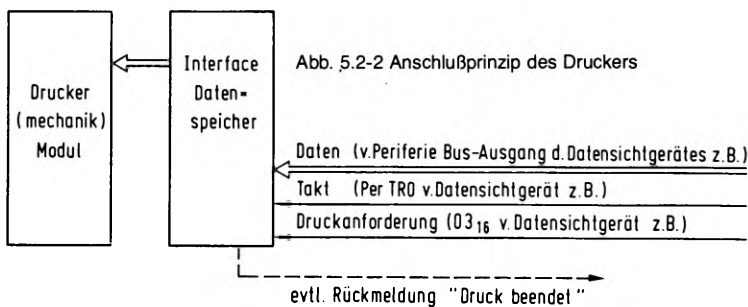 Drucker
(mechanik)
Modul
Interface
Daten=
speicher
Abb. 5.2-2 Anschlußprinzip des Druckers
Daten (v.Periferie Bus-Ausgang d.Datensichtgerätes z.B.)
Takt (Per TRO v.Datensichtgerät z.B.)
Druckanforderung (03₁₆ v.Datensichtgerät z.B.)
evtl. Rückmeldung "Druck beendet"